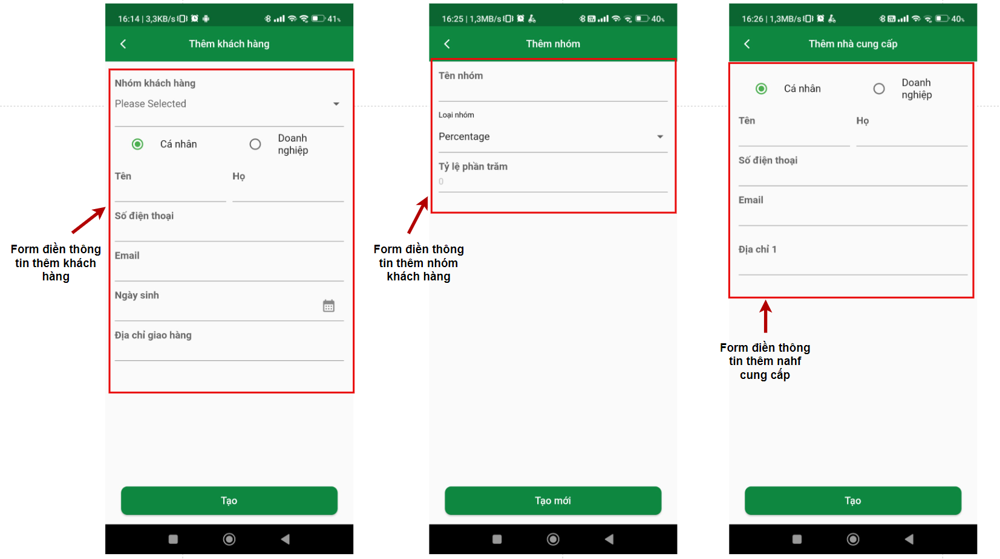 16:14 | 3,3KB/s
41%
Thêm khách hàng
Nhóm khách hàng
Please Selected
Cá nhân
Doanh
nghiệp
Tên
Họ
Số điện thoại
Email
Ngày sinh
Địa chỉ giao hàng
Tạo
Form điền thông
tin thêm khách
hàng
16:25 | 1,3MB/s
40%
Thêm nhóm
Tên nhóm
Loại nhóm
Percentage
Tỷ lệ phần trăm
0
Tạo mới
Form điền thông
tin thêm nhóm
khách hàng
16:26 | 1,3MB/s
40%
Thêm nhà cung cấp
Cá nhân
Doanh
nghiệp
Tên
Họ
Số điện thoại
Email
Địa chỉ 1
Tạo
Form điền thông
tin thêm nahf
cung cấp